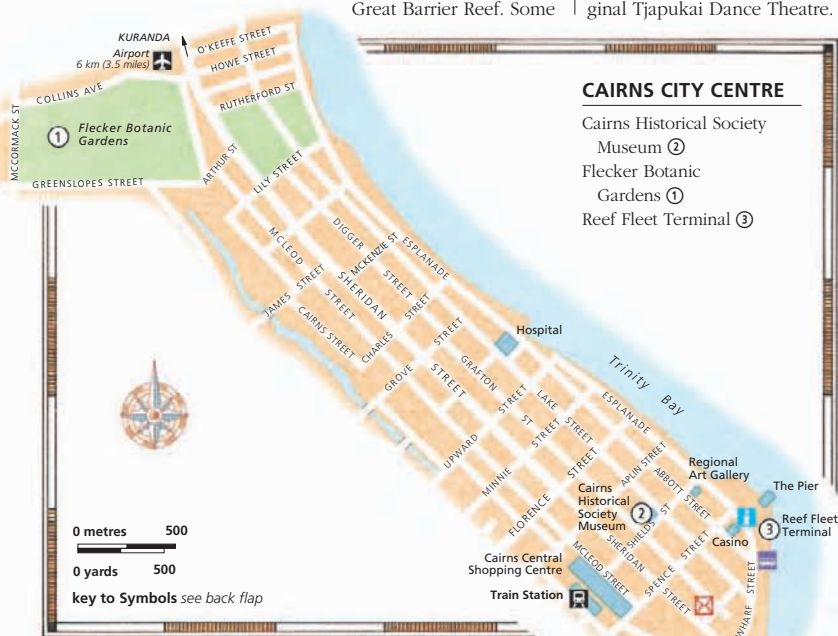 Great Barrier Reef. Some
ginal Tjapukai Dance Theatre.
KURANDA
Airport
6 km (3.5 miles)
O'KEEFE STREET
HOWE STREET
RUTHERFORD ST
COLLINS AVE
MCCORMACK ST
1 Flecker Botanic
Gardens
GREENSLOPES STREET
ARTHUR ST
LILY STREET
CAIRNS CITY CENTRE
Cairns Historical Society
Museum 2
Flecker Botanic
Gardens 1
Reef Fleet Terminal 3
MCLEOD
STREET
DIGGER
STREET
MCKENZIE ST
ESPLANADE
JAMES STREET
SHERIDAN
STREET
CAIRNS STREET
CHARLES STREET
GROVE STREET
Hospital
GRAFTON
ST
LAKE
STREET
Trinity Bay
ESPLANADE
UPWARD STREET
MINNIE STREET
FLORENCE STREET
APLIN STREET
ABBOTT
STREET
Regional
Art Gallery
The Pier
Cairns
Historical
Society
Museum
2
SHIELDS ST
SHERIDAN
STREET
Casino
i
3
Reef Fleet
Terminal
SPENCE STREET
WHARF STREET
MCLEOD STREET
Cairns Central
Shopping Centre
Train Station
0 metres 500
0 yards 500
key to Symbols see back flap